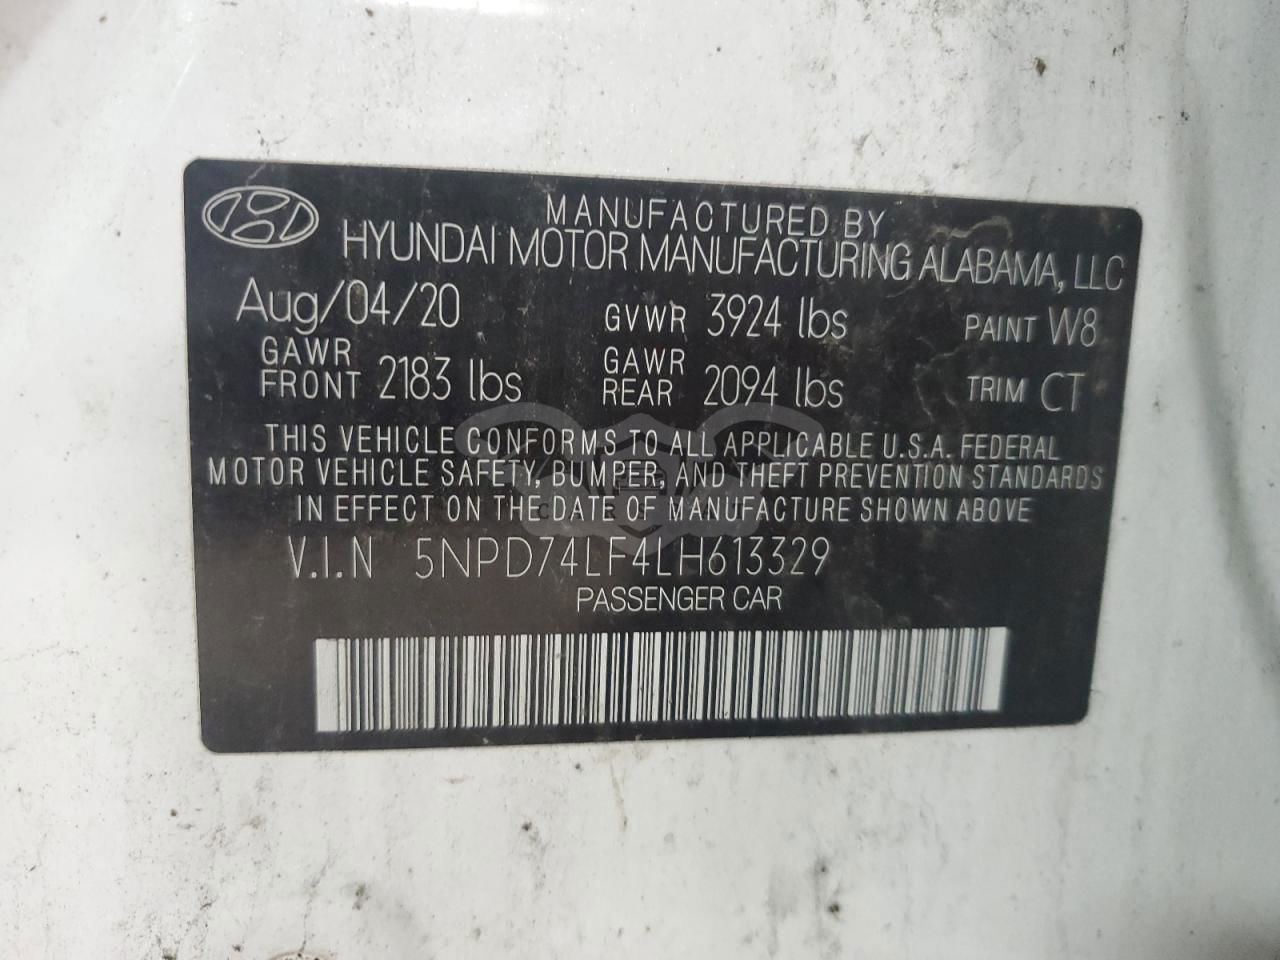 MANUFACTURED BY
HYUNDAI MOTOR MANUFACTURING ALABAMA, LLC
Aug/04/20 GVWR 3924 lbs PAINT W8
GAWR FRONT 2183 lbs GAWR REAR 2094 lbs TRIM CT
THIS VEHICLE CONFORMS TO ALL APPLICABLE U.S.A. FEDERAL
MOTOR VEHICLE SAFETY, BUMPER, AND THEFT PREVENTION STANDARDS
IN EFFECT ON THE DATE OF MANUFACTURE SHOWN ABOVE
V.I.N 5NPD74LF4LH613329
PASSENGER CAR